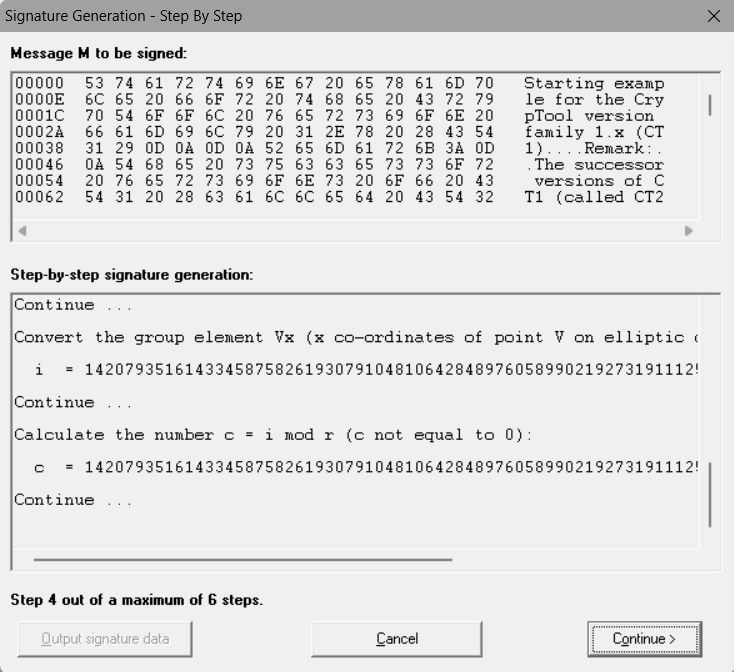 Signature Generation - Step By Step
Message M to be signed:
00000 53 74 61 72 74 69 6E 67 20 65 78 61 6D 70 Starting examp
0000E 6C 65 20 66 6F 72 20 74 68 65 20 43 72 79 le for the Cry
0001C 70 54 6F 6F 6C 20 76 65 72 73 69 6F 6E 20 pTool version
0002A 66 61 6D 69 6C 79 20 31 2E 78 20 28 43 54 family 1.x (CT
00038 31 29 0D 0A 0D 0A 52 65 6D 61 72 6B 3A 0D 1)....Remark:.
00046 0A 54 68 65 20 73 75 63 63 65 73 73 6F 72 .The successor
00054 20 76 65 72 73 69 6F 6E 73 20 6F 66 20 43 versions of C
00062 54 31 20 28 63 61 6C 6C 65 64 20 43 54 32 T1 (called CT2
Step-by-step signature generation:
Continue ...
Convert the group element Vx (x co-ordinates of point V on elliptic
i = 14207935161433458758261930791048106428489760589902192731911125
Continue ...
Calculate the number c = i mod r (c not equal to 0):
c = 14207935161433458758261930791048106428489760589902192731911125
Continue ...
Step 4 out of a maximum of 6 steps.
Output signature data
Cancel
Continue >